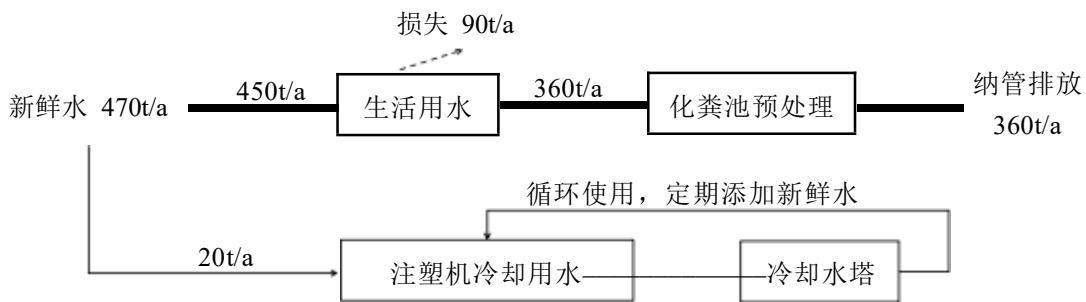 损失 90t/a
新鲜水 470t/a
450t/a
生活用水
360t/a
化粪池预处理
纳管排放
360t/a
循环使用，定期添加新鲜水
20t/a
注塑机冷却用水
冷却水塔